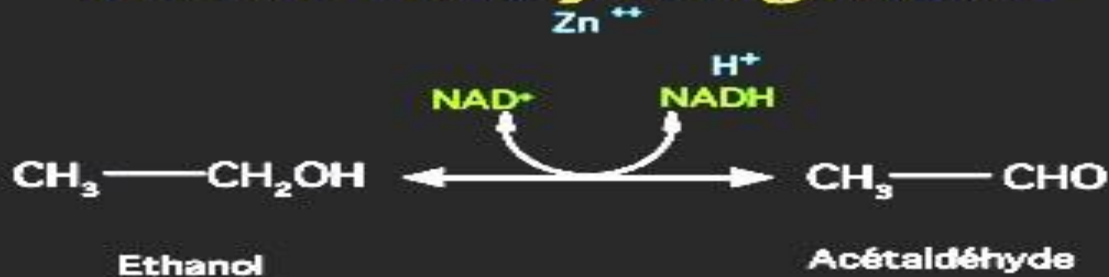 Zn ++
H+
NAD+ NADH
CH₃ — CH₂OH CH₃ — CHO
Ethanol Acétaldéhyde